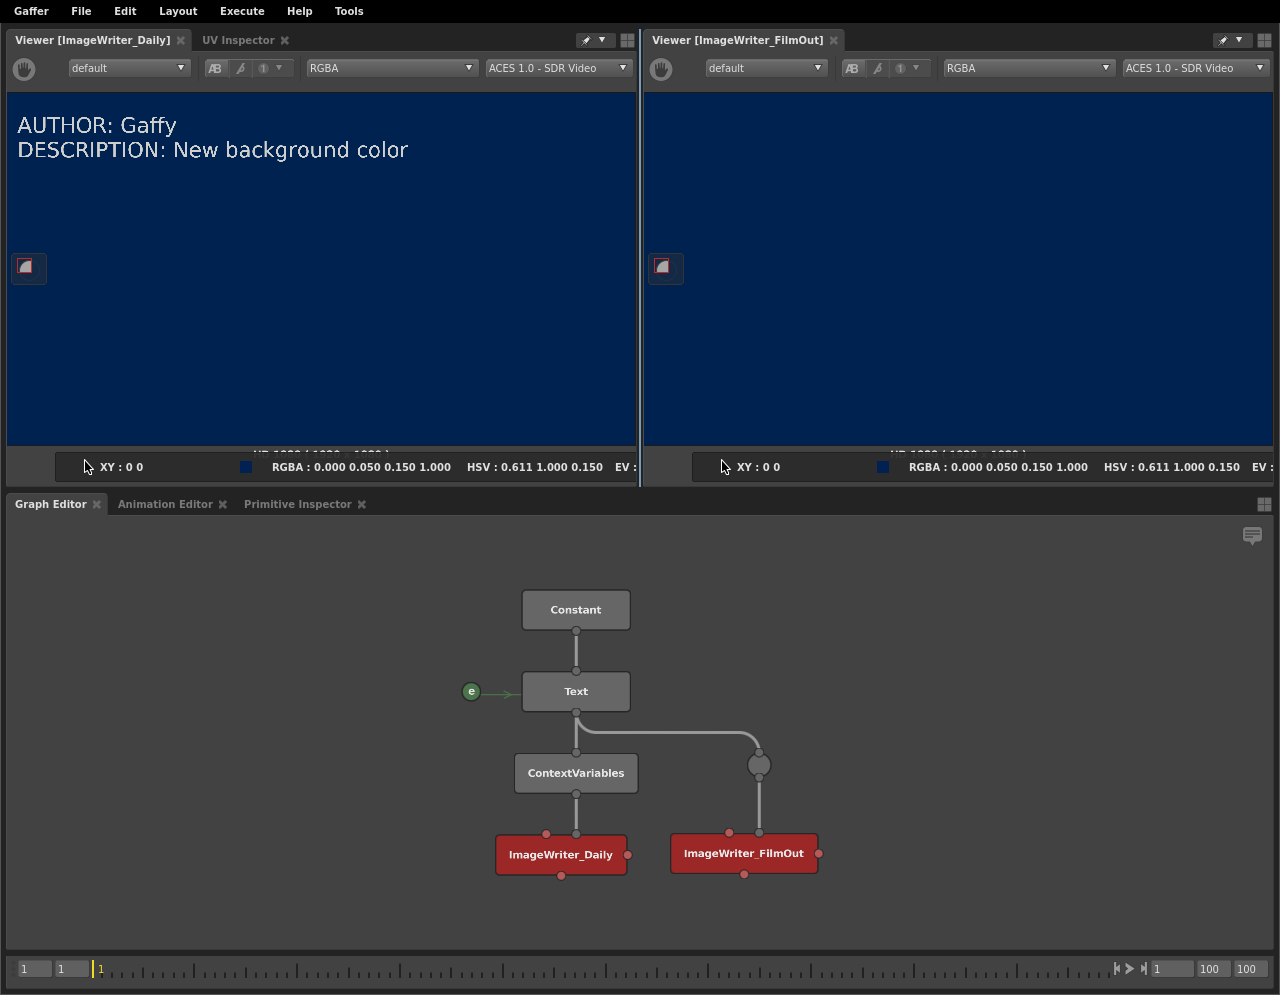 Gaffer File Edit Layout Execute Help Tools
Viewer [ImageWriter_Daily] UV Inspector
default AB 1 RGBA ACES 1.0 - SDR Video
AUTHOR: Gaffy
DESCRIPTION: New background color
XY : 0 0 RGBA : 0.000 0.050 0.150 1.000 HSV : 0.611 1.000 0.150 EV :
Viewer [ImageWriter_FilmOut]
default AB 1 RGBA ACES 1.0 - SDR Video
XY : 0 0 RGBA : 0.000 0.050 0.150 1.000 HSV : 0.611 1.000 0.150 EV :
Graph Editor Animation Editor Primitive Inspector
Constant
e Text
ContextVariables
ImageWriter_Daily ImageWriter_FilmOut
1 1 1 1 100 100